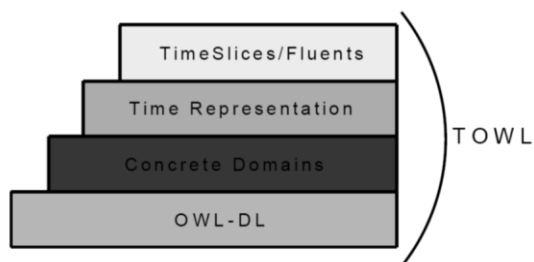 TimeSlices/Fluents
Time Representation
TOWL
Concrete Domains
OWL-DL